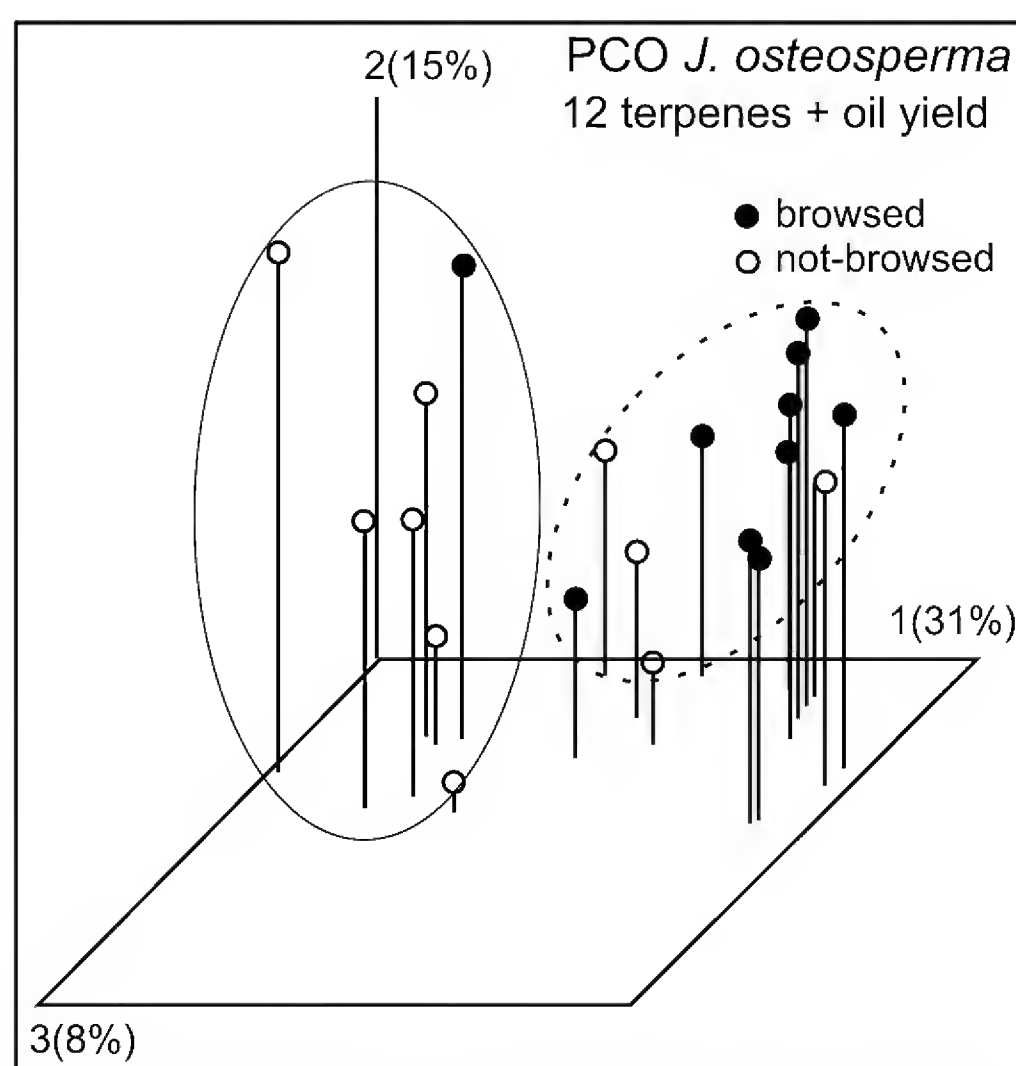 2(15%)
PCO J. osteosperma
12 terpenes + oil yield
browsed
not-browsed
1(31%)
3(8%)